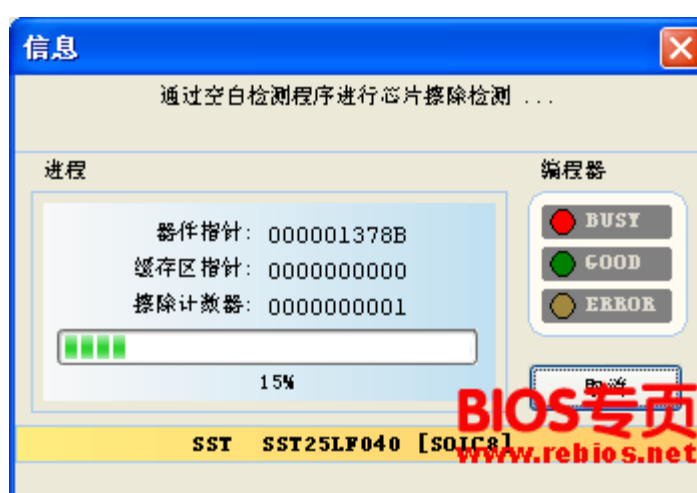 信息
通过空白检测程序进行芯片擦除检测 ...
进程
编程器
器件指针: 000001378B
缓存区指针: 0000000000
擦除计数器: 0000000001
15%
BUSY
GOOD
ERROR
取消
BIOS专页
www.rebios.net
SST SST25LF040 [SOIC8]